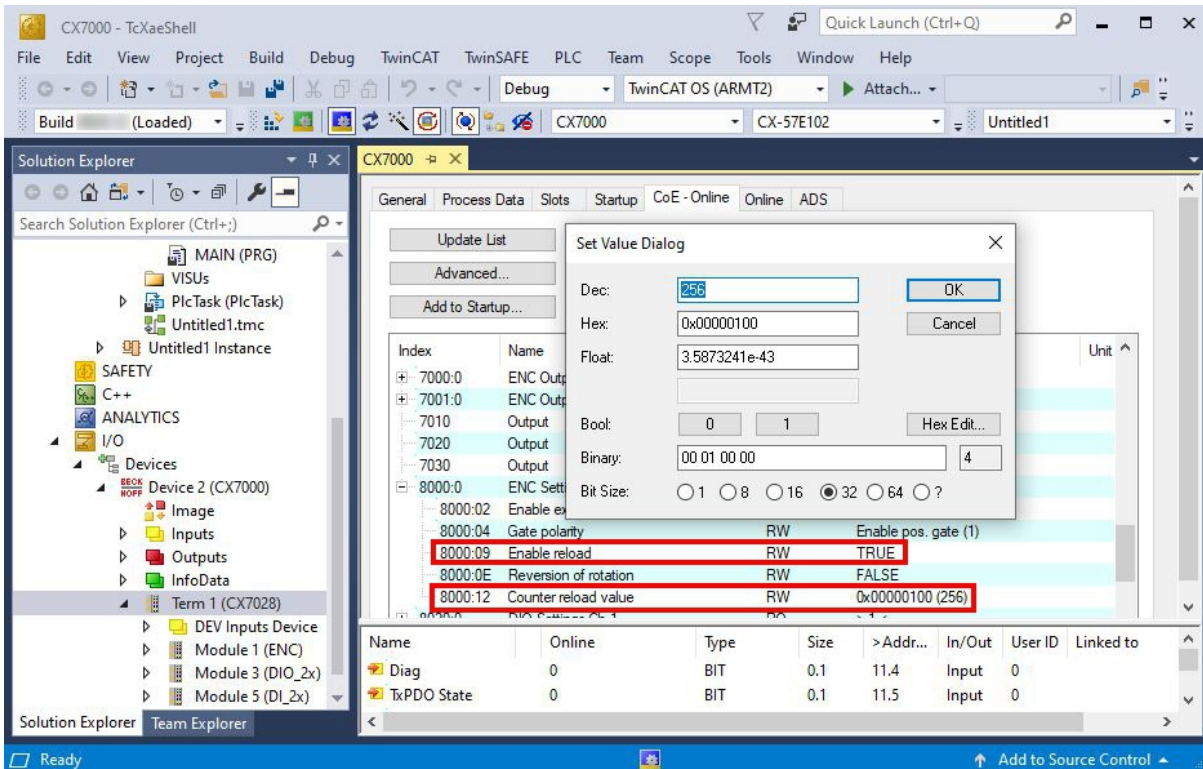 CX7000 - TcXaeShell
Quick Launch (Ctrl+Q)
File Edit View Project Build Debug TwinCAT TwinSAFE PLC Team Scope Tools Window Help
Debug TwinCAT OS (ARMT2) Attach...
Build (Loaded) CX7000 CX-57E102 Untitled1
Solution Explorer
CX7000
Search Solution Explorer (Ctrl+;)
MAIN (PRG)
VISUs
PlcTask (PlcTask)
Untitled1.tmc
Untitled1 Instance
SAFETY
C++
ANALYTICS
I/O
Devices
BECKHOFF Device 2 (CX7000)
Image
Inputs
Outputs
InfoData
Term 1 (CX7028)
DEV Inputs Device
Module 1 (ENC)
Module 3 (DIO_2x)
Module 5 (DI_2x)
Solution Explorer Team Explorer
General Process Data Slots Startup CoE - Online Online ADS
Update List
Advanced...
Add to Startup...
Set Value Dialog
Dec: 256 OK
Hex: 0x00000100 Cancel
Float: 3.5873241e-43
Bool: 0 1 Hex Edit...
Binary: 00 01 00 00 4
Bit Size: 1 8 16 32 64 ?
Index Name Unit
7000:0 ENC Outp
7001:0 ENC Outp
7010 Output
7020 Output
7030 Output
8000:0 ENC Setti
8000:02 Enable ex
8000:04 Gate polarity RW Enable pos. gate (1)
8000:09 Enable reload RW TRUE
8000:0E Reversion of rotation RW FALSE
8000:12 Counter reload value RW 0x00000100 (256)
Name Online Type Size >Addr... In/Out User ID Linked to
Diag 0 BIT 0.1 11.4 Input 0
TxPDO State 0 BIT 0.1 11.5 Input 0
Ready Add to Source Control